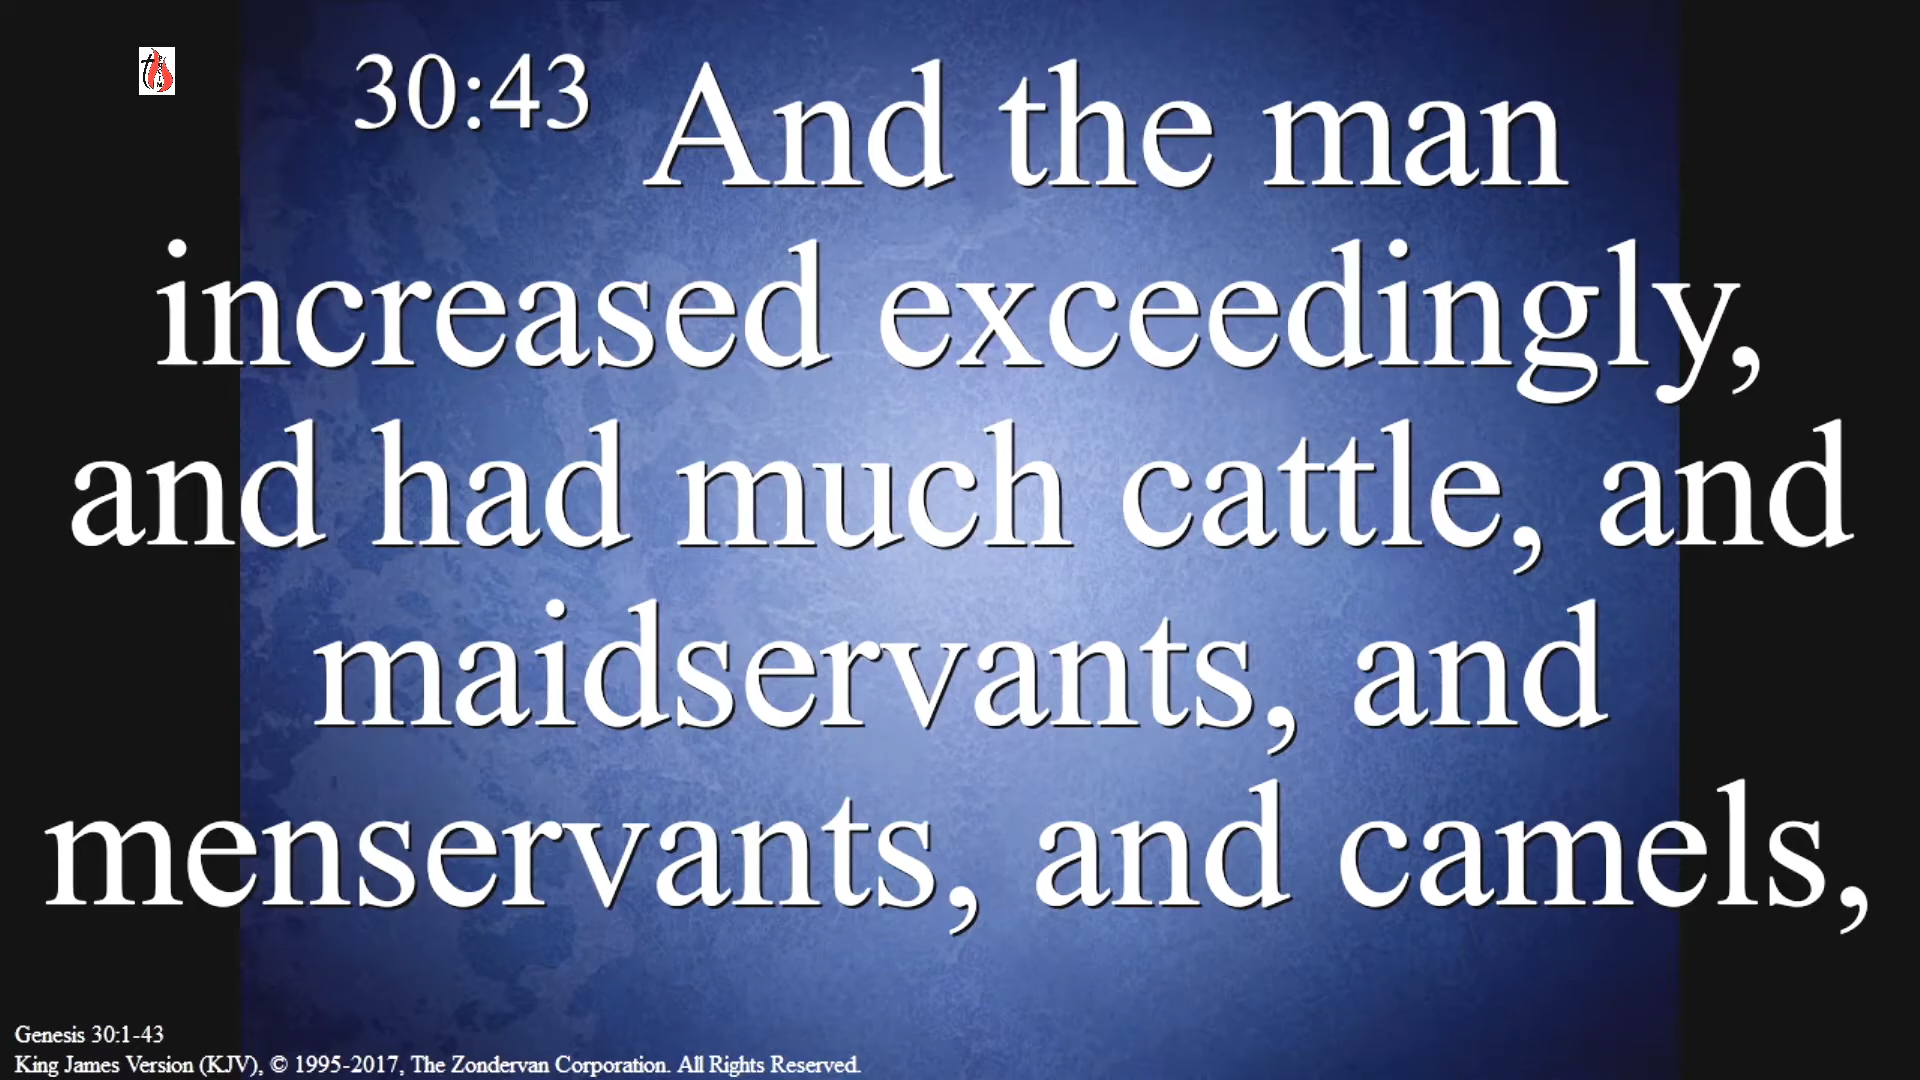 30:43 And the man
increased exceedingly,
and had much cattle, and
maidservants, and
menservants, and camels,
Genesis 30:1-43
King James Version (KJV), © 1995-2017, The Zondervan Corporation. All Rights Reserved.